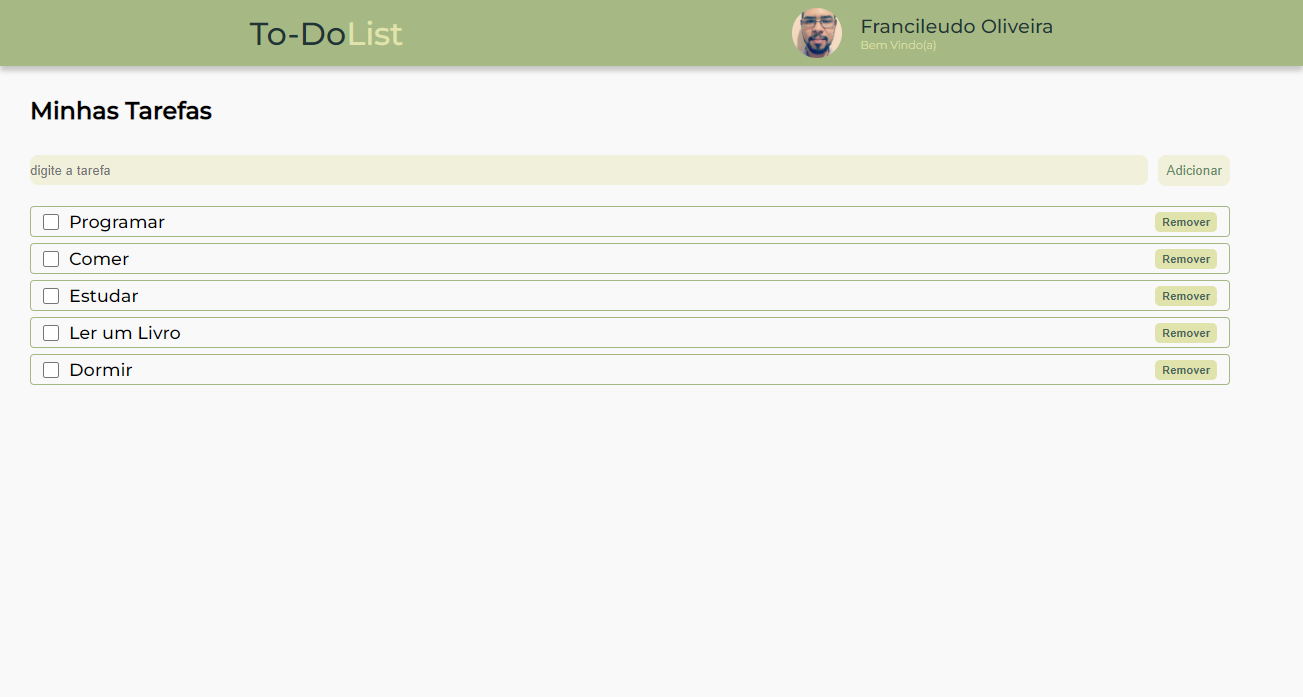 To-DoList
Francileudo Oliveira
Bem Vindo(a)
Minhas Tarefas
digite a tarefa Adicionar
Programar Remover
Comer Remover
Estudar Remover
Ler um Livro Remover
Dormir Remover